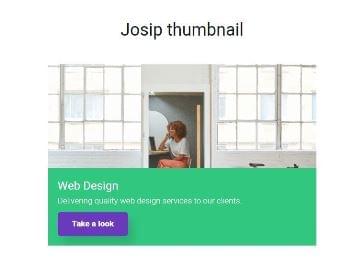 Josip thumbnail
Web Design
Delivering quality web design services to our clients.
Take a look